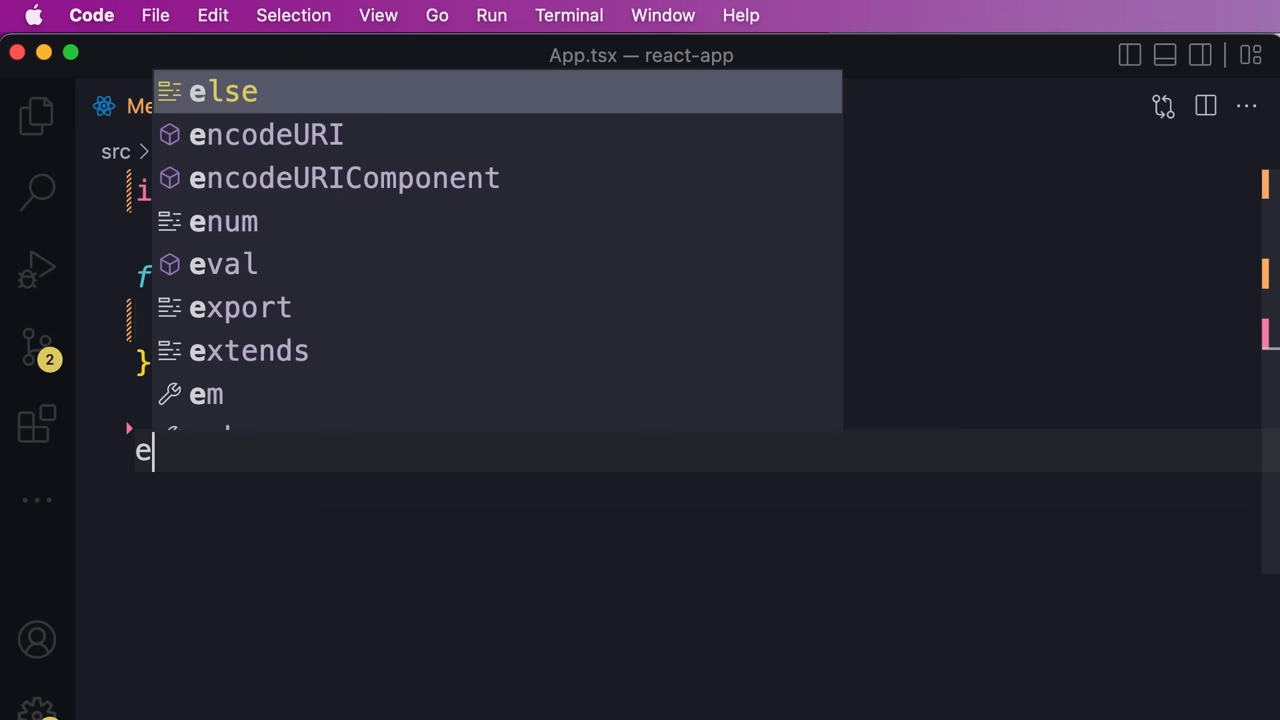 Code File Edit Selection View Go Run Terminal Window Help
App.tsx — react-app
Me
else
encodeURI
src >
encodeURIComponent
i
enum
eval
f
export
extends
2
}
em
e